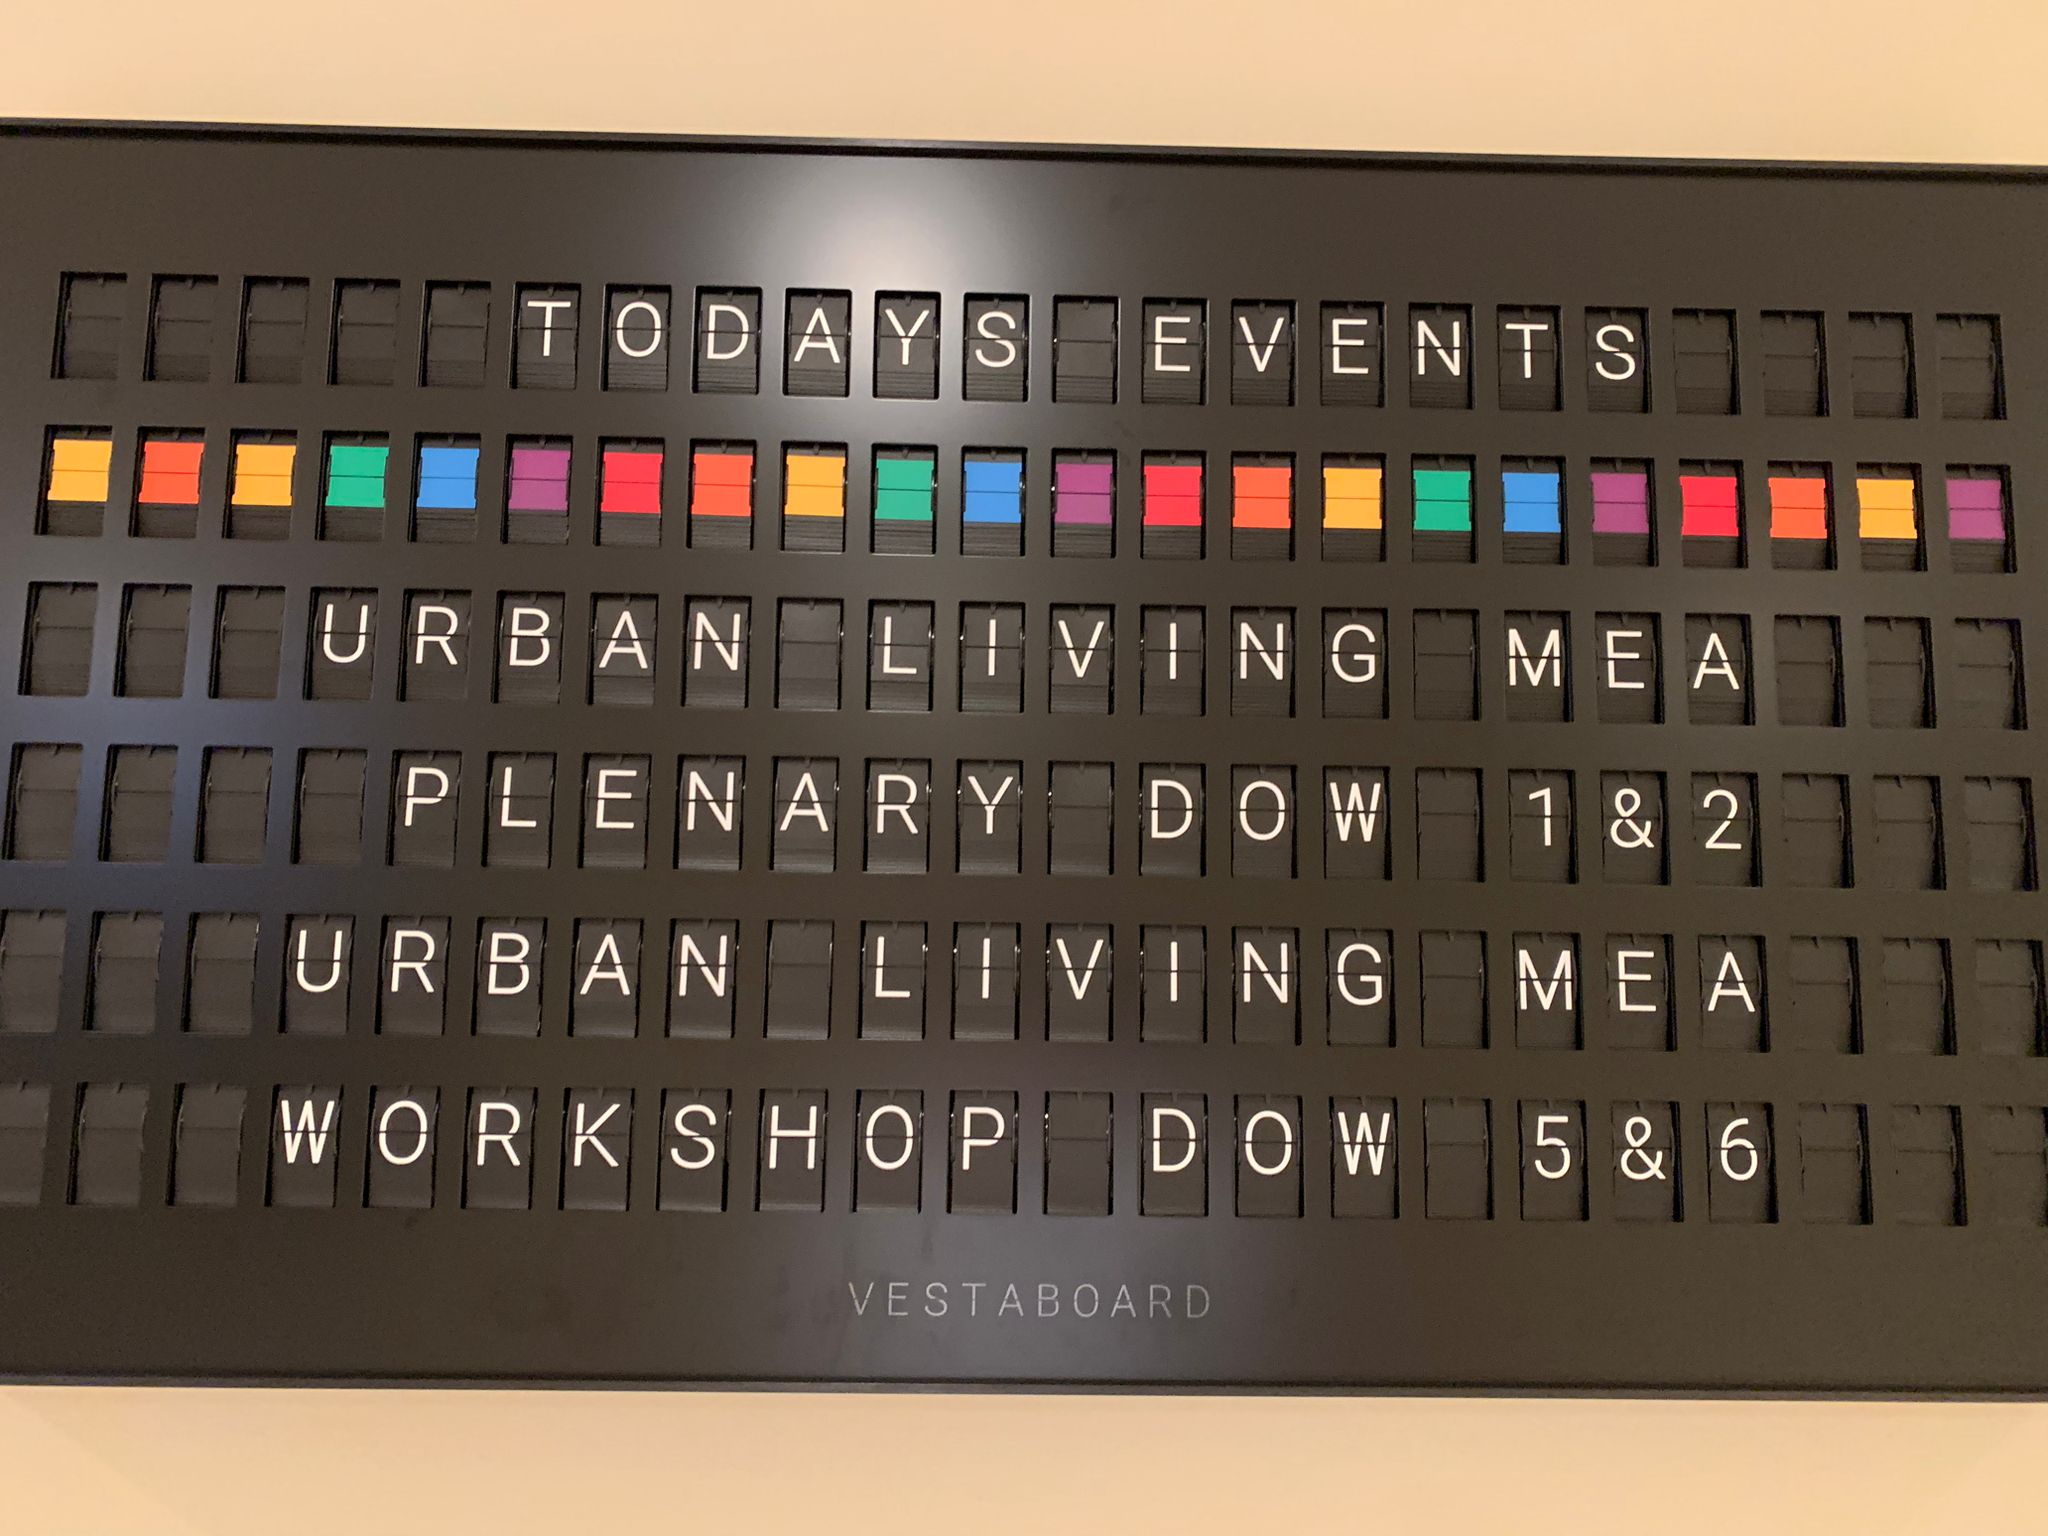 TODAYS EVENTS
URBAN LIVING MEA
PLENARY DOW 1&2
URBAN LIVING MEA
WORKSHOP DOW 5&6
VESTABOARD